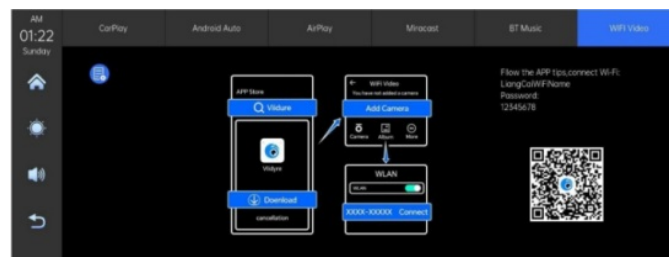 AM
01:22
Sunday
CarPlay
Android Auto
AirPlay
Miracast
BT Music
WIFI Video
APP Store
Viidure
Viidyre
Download
cancellation
WIFI Video
You have not added a camera
Add Camera
Camera
Album
More
WLAN
WLAN
XXXX-XXXXX Connect
Fllow the APP tips,connect Wi-Fi:
LiangCaiWiFiName
Password:
12345678